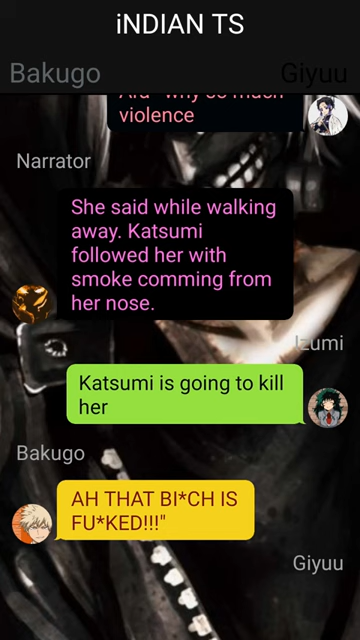 iNDIAN TS
Bakugo
Giyuu
violence
Narrator
She said while walking
away. Katsumi
followed her with
smoke comming from
her nose.
Izumi
Katsumi is going to kill
her
Bakugo
AH THAT BI*CH IS
FU*KED!!!"
Giyuu